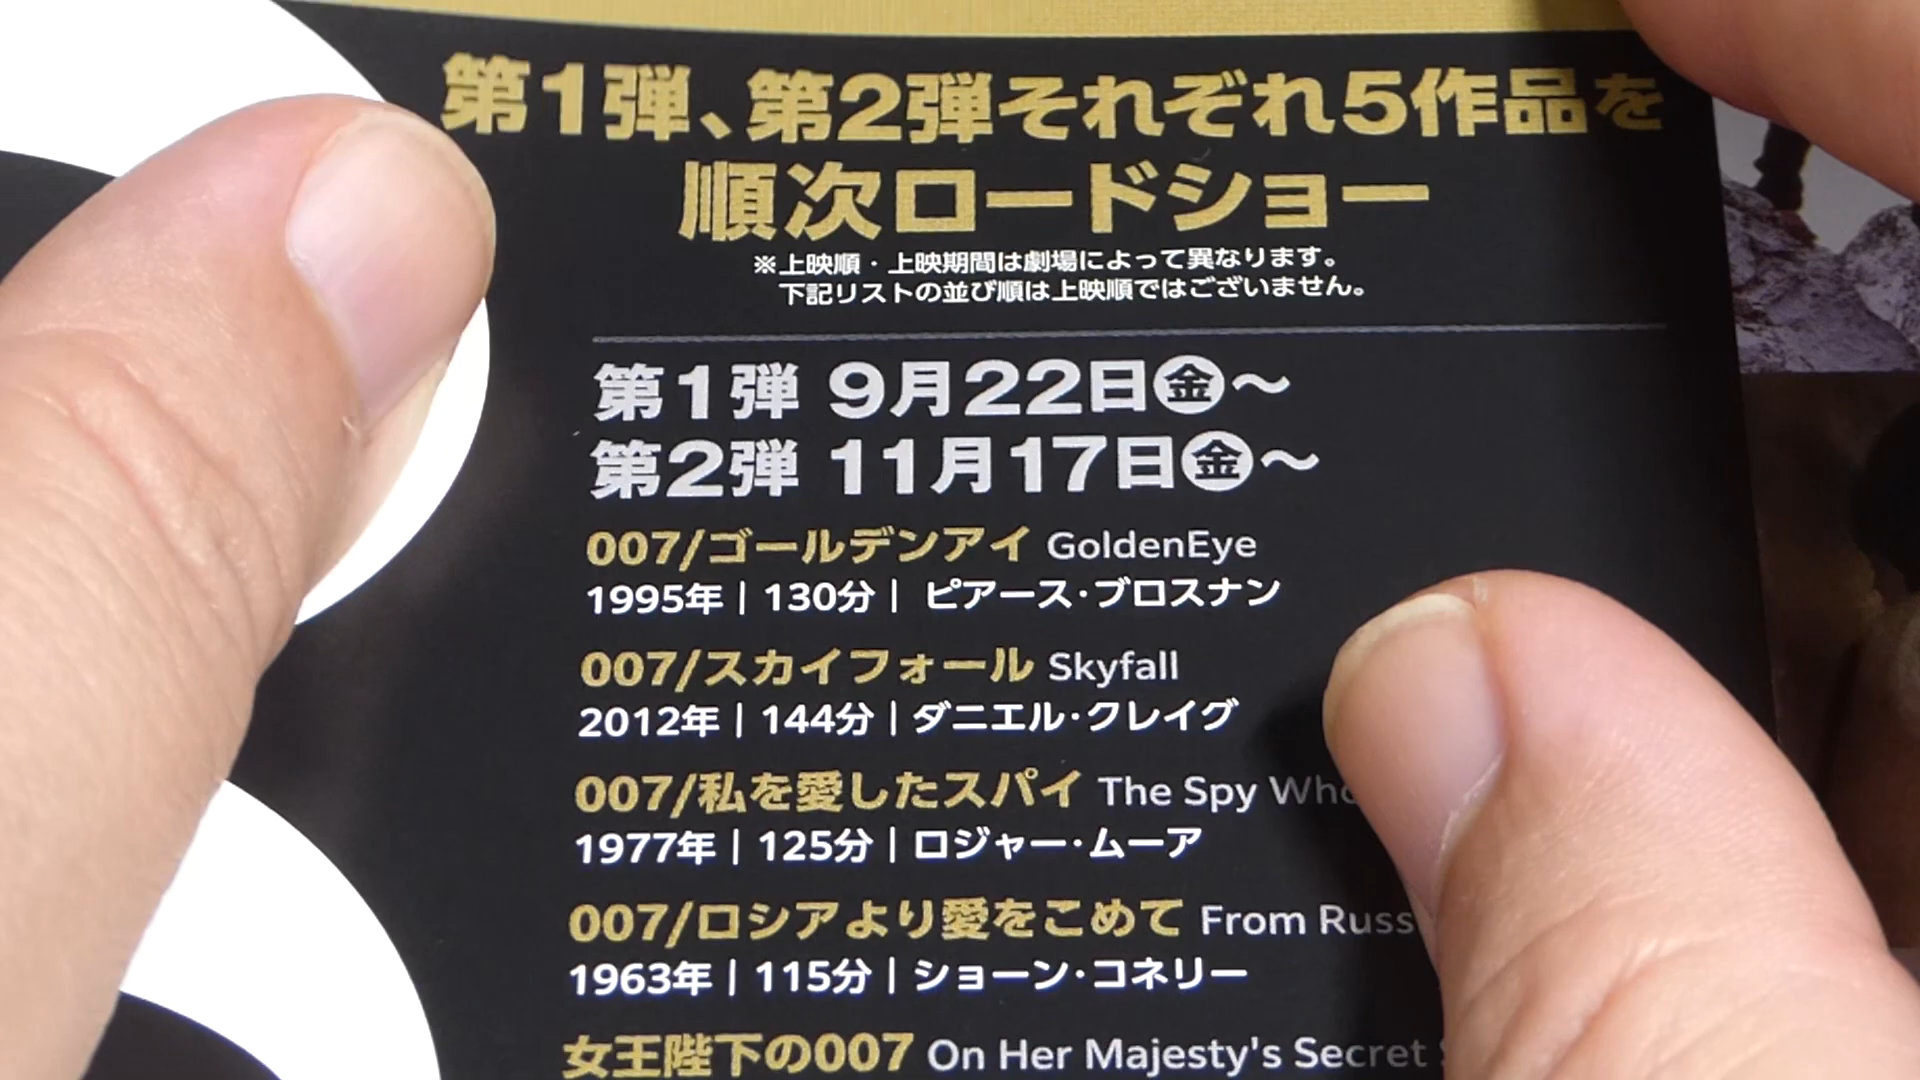 第1弾、第2弾それぞれ5作品を
順次ロードショー
※上映順・上映期間は劇場によって異なります。
下記リストの並び順は上映順ではございません。
第1弾 9月22日㊎〜
第2弾 11月17日㊎〜
007/ゴールデンアイ GoldenEye
1995年 | 130分 | ピアース·ブロスナン
007/スカイフォール Skyfall
2012年 | 144分 | ダニエル·クレイグ
007/私を愛したスパイ The Spy
1977年 | 125分 | ロジャー·ムーア
007/ロシアより愛をこめて From
1963年 | 115分 | ショーン·コネリー
女王陛下の007 On Her Majesty's Secret